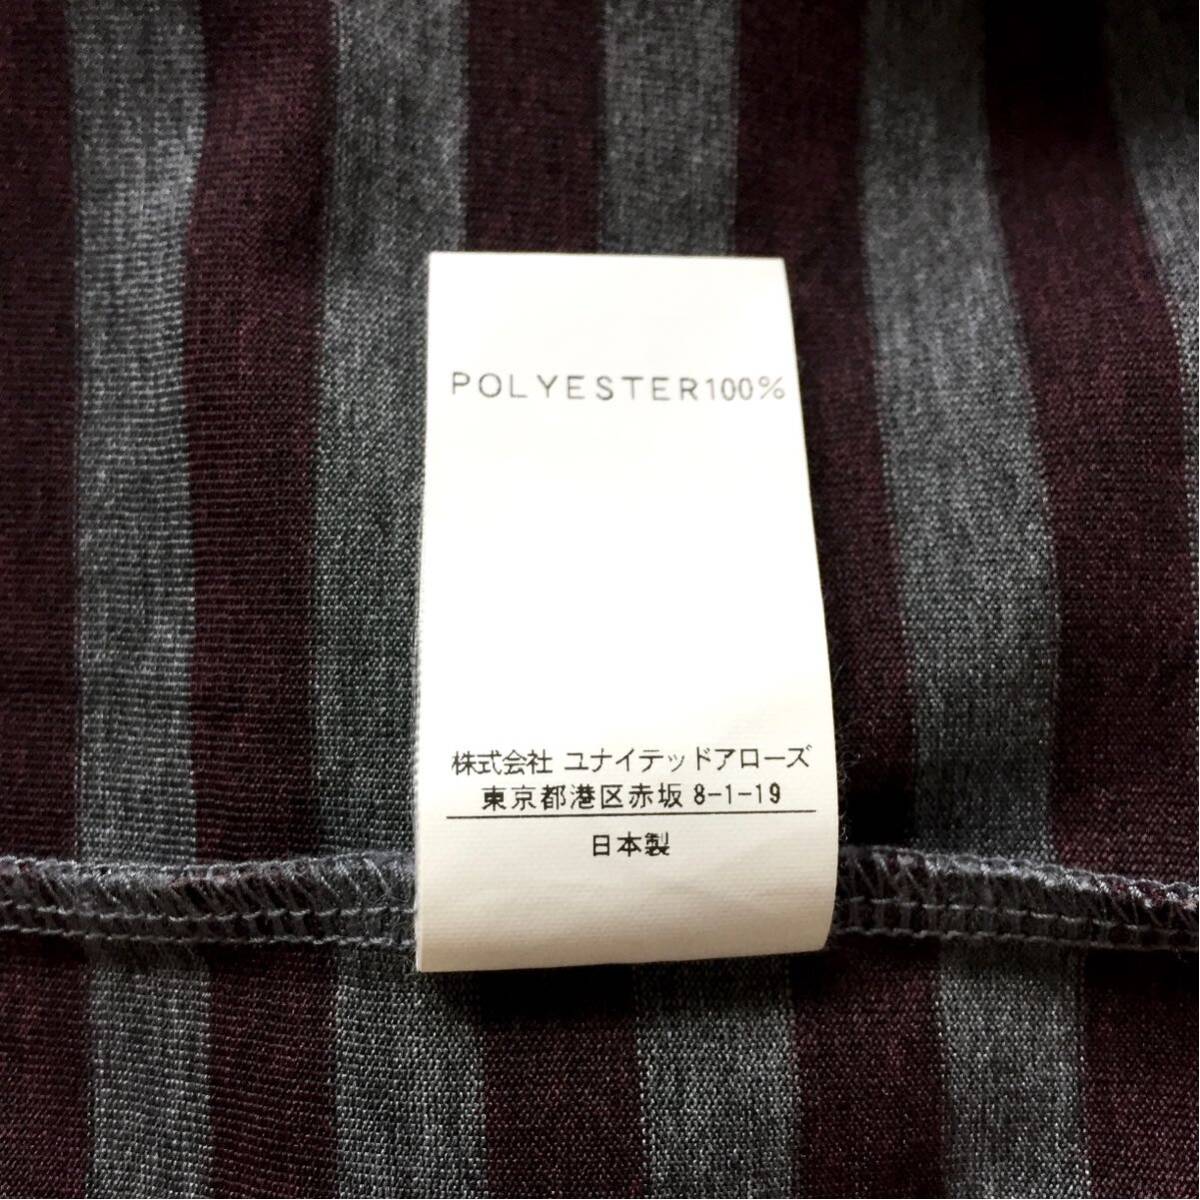 POLYESTER100%
株式会社 ユナイテッドアローズ
東京都港区赤坂 8-1-19
日本製